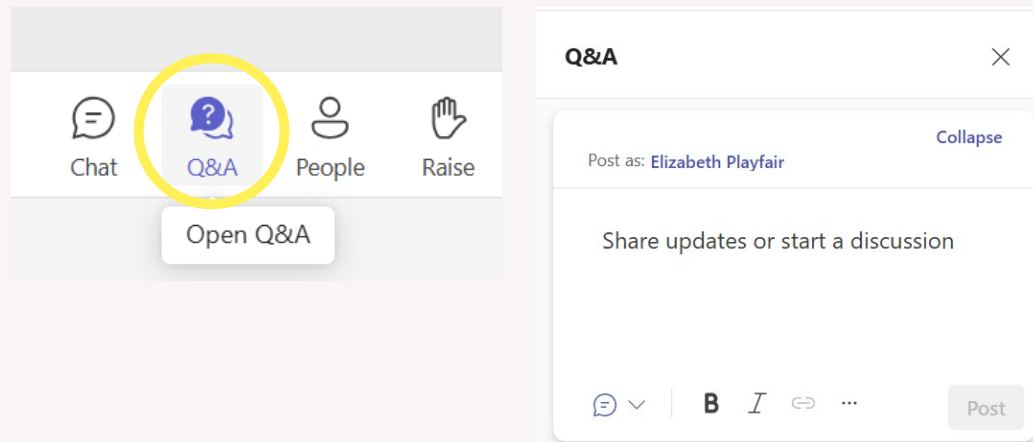 Chat Q&A People Raise
Open Q&A
Q&A
Collapse
Post as: Elizabeth Playfair
Share updates or start a discussion
B I ...
Post